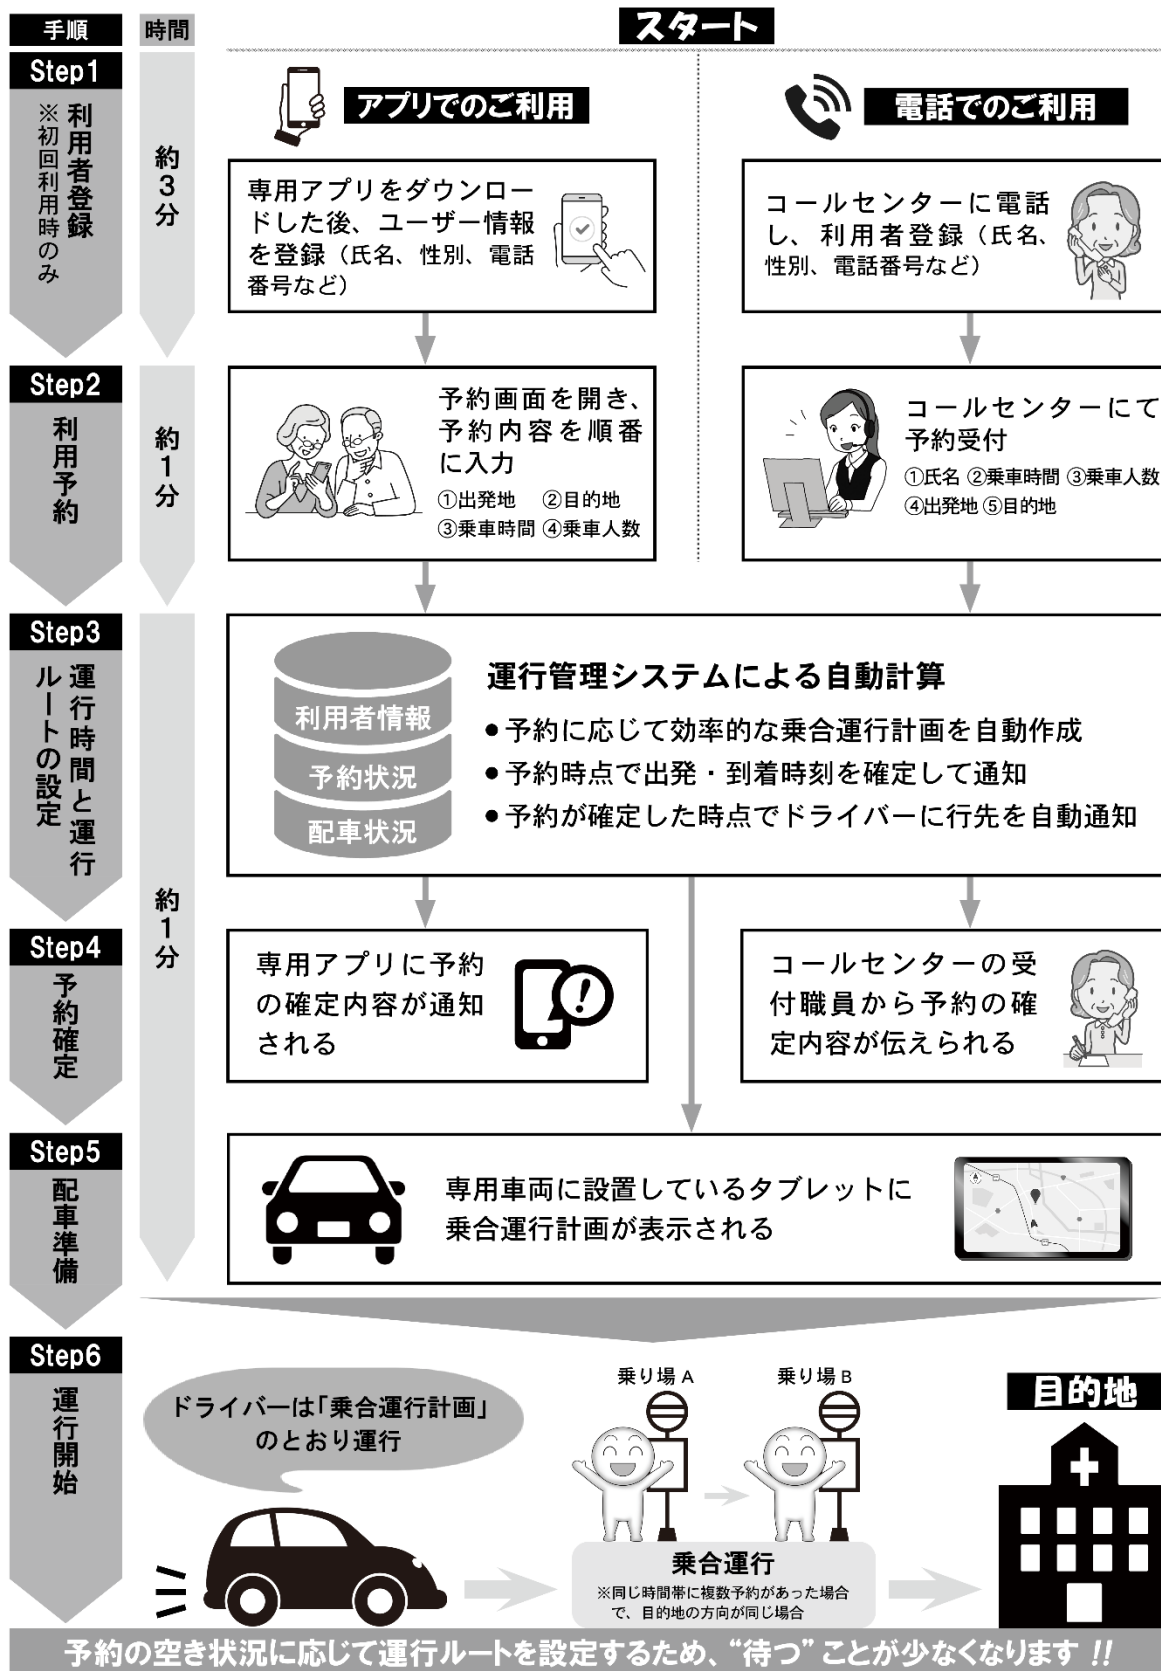 手順
時間
スタート
Step1
利用者登録
※初回利用時のみ
約3分
アプリでのご利用
専用アプリをダウンロー
ドした後、ユーザー情報
を登録（氏名、性別、電話
番号など）
電話でのご利用
コールセンターに電話
し、利用者登録（氏名、
性別、電話番号など）
Step2
利用予約
約1分
予約画面を開き、
予約内容を順番
に入力
①出発地 ②目的地
③乗車時間 ④乗車人数
コールセンターにて
予約受付
①氏名 ②乗車時間 ③乗車人数
④出発地 ⑤目的地
Step3
運行時間と運行
ルートの設定
約1分
利用者情報
予約状況
配車状況
運行管理システムによる自動計算
●予約に応じて効率的な乗合運行計画を自動作成
●予約時点で出発・到着時刻を確定して通知
●予約が確定した時点でドライバーに行先を自動通知
Step4
予約確定
専用アプリに予約
の確定内容が通知
される
コールセンターの受
付職員から予約の確
定内容が伝えられる
Step5
配車準備
専用車両に設置しているタブレットに
乗合運行計画が表示される
Step6
運行開始
ドライバーは「乗合運行計画」
のとおり運行
乗り場 A
乗り場 B
目的地
乗合運行
※同じ時間帯に複数予約があった場合
で、目的地の方向が同じ場合
予約の空き状況に応じて運行ルートを設定するため、“待つ”ことが少なくなります!!